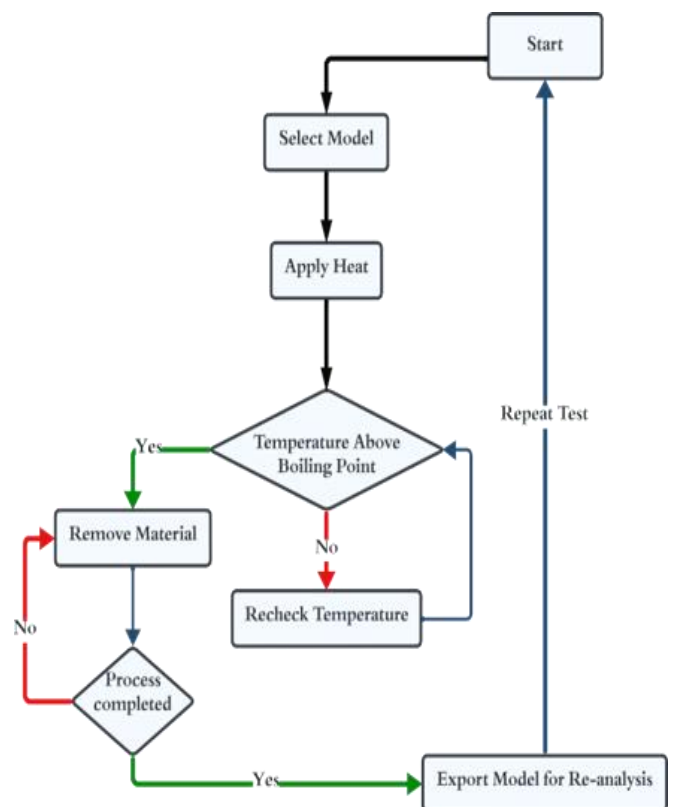 Start
Select Model
Apply Heat
Temperature Above
Boiling Point
Yes
No
Repeat Test
Remove Material
Recheck Temperature
No
Process
completed
Yes
Export Model for Re-analysis